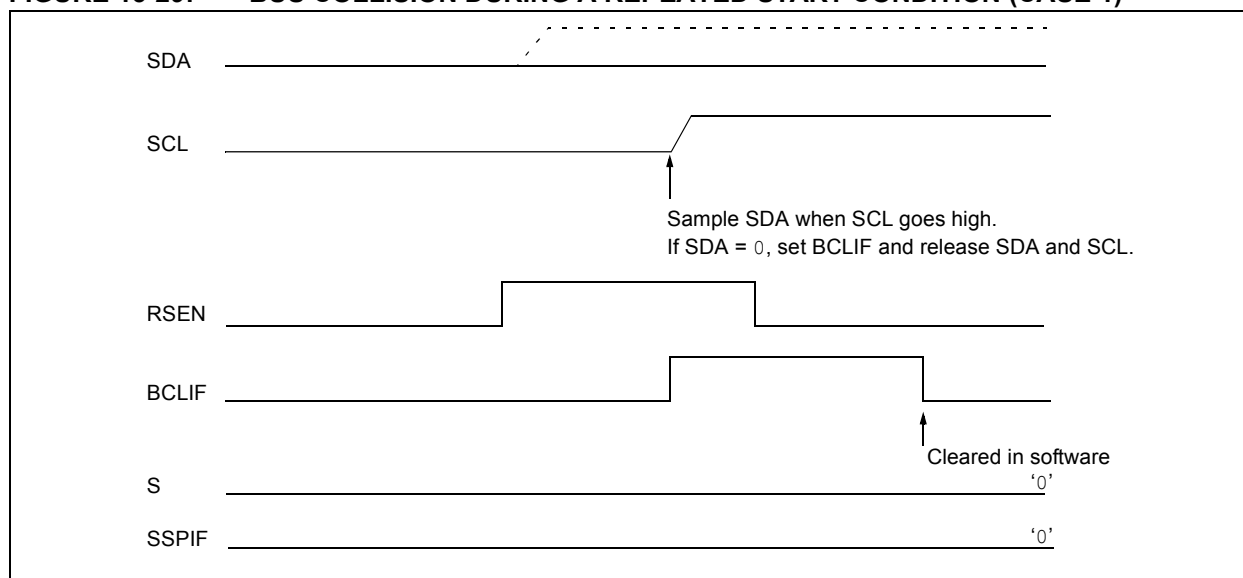 SDA
SCL
Sample SDA when SCL goes high.
If SDA = 0, set BCLIF and release SDA and SCL.
RSEN
BCLIF
Cleared in software
S
‘0’
SSPIF
‘0’